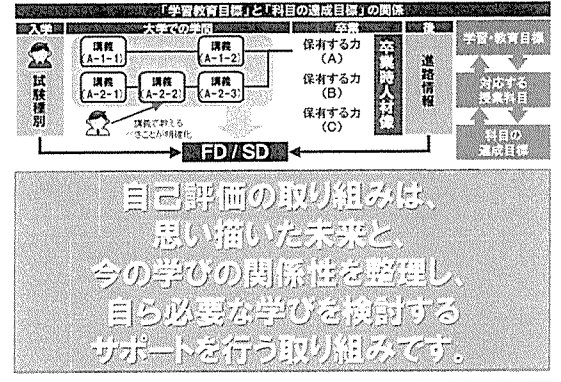 「学習教育目標」と「科目の達成目標」の関係
入学
大学での学問
卒業
後
試験種別
講義
(A-1-1)
講義
(A-1-2)
講義
(A-2-1)
講義
(A-2-2)
講義
(A-2-3)
講義で教える
べきことが明確化
保有する力
(A)
保有する力
(B)
保有する力
(C)
卒業時人材像
進路情報
学習・教育目標
対応する
授業科目
科目の
達成目標
FD / SD
自己評価の取り組みは、
思い描いた未来と、
今の学びの関係性を整理し、
自ら必要な学びを検討する
サポートを行う取り組みです。